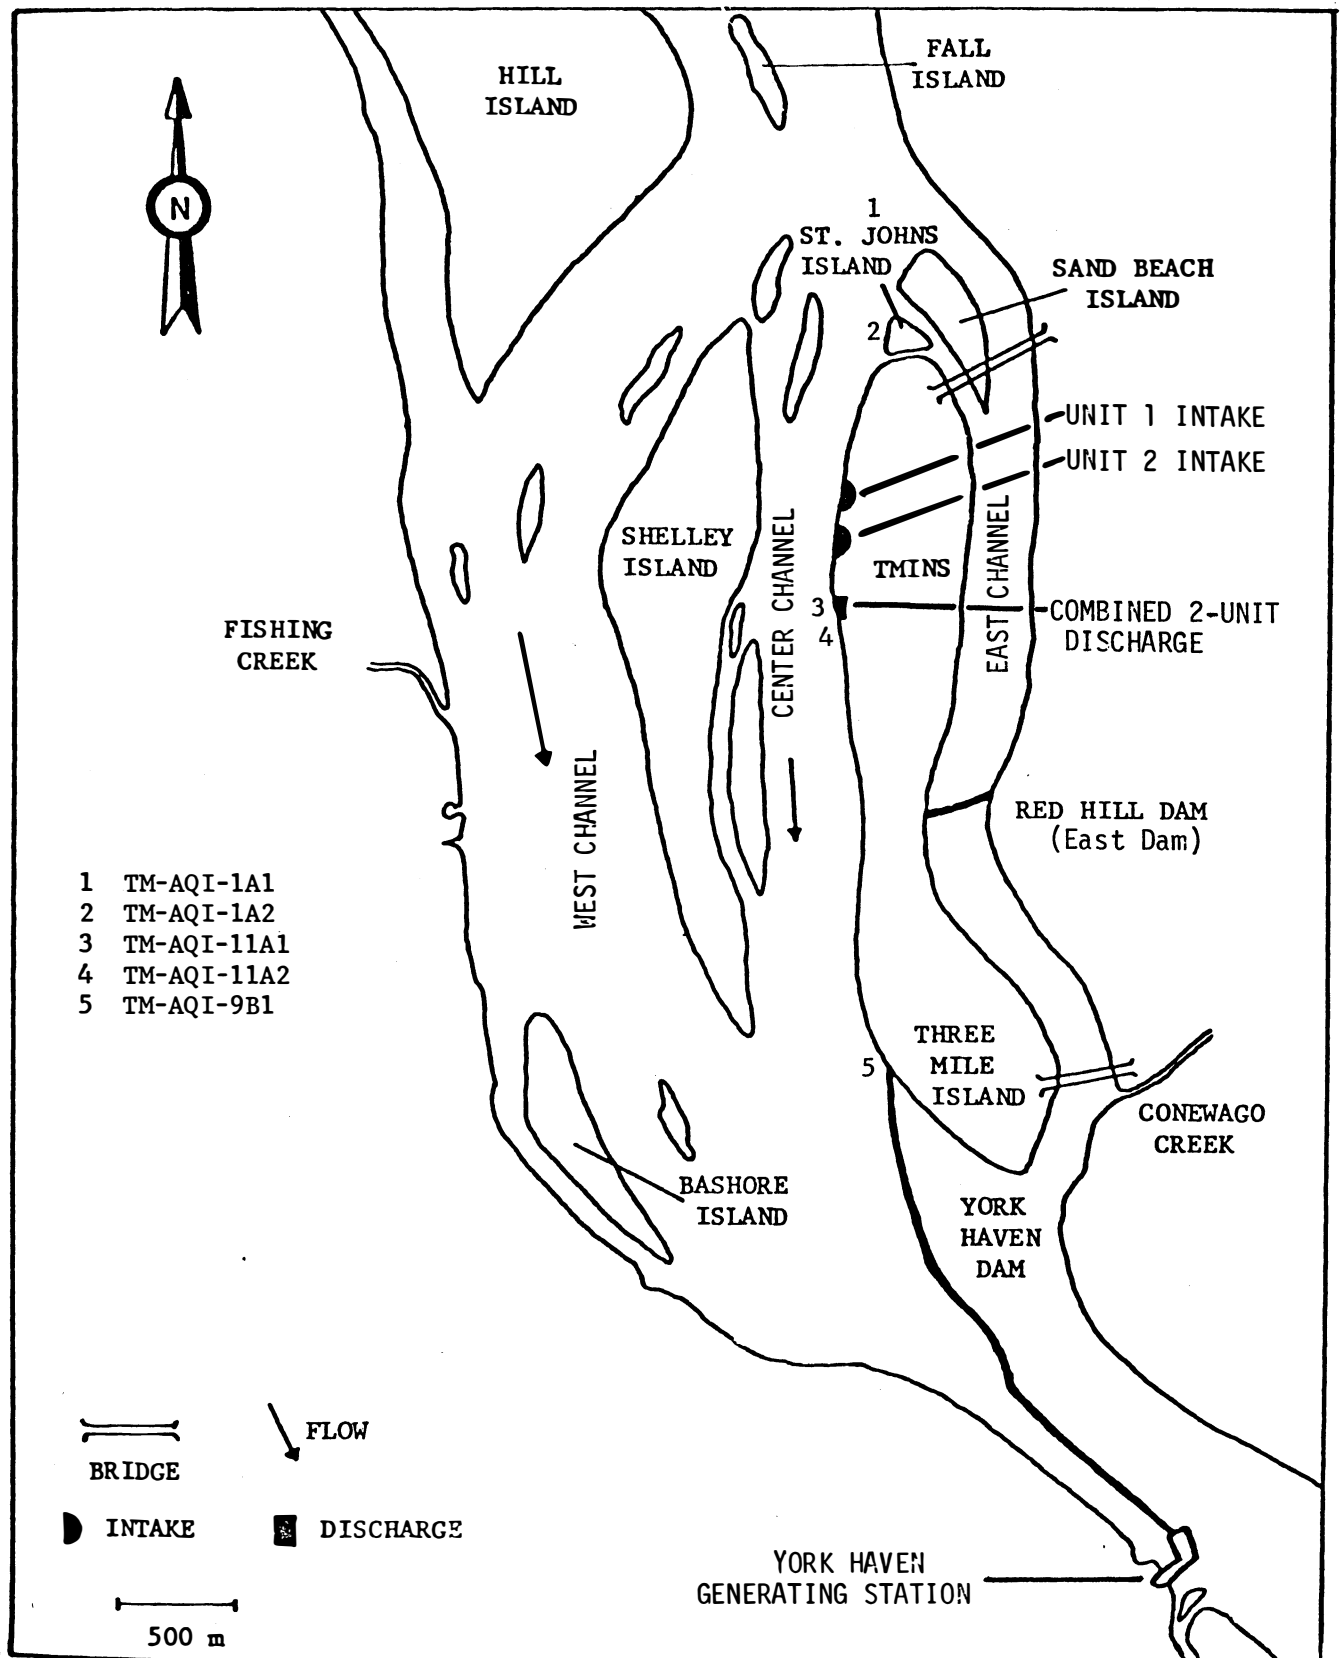 FALL
ISLAND
HILL
ISLAND
N
1
ST. JOHNS
ISLAND
SAND BEACH
ISLAND
2
UNIT 1 INTAKE
UNIT 2 INTAKE
SHELLEY
ISLAND
CENTER CHANNEL
TMINS
EAST CHANNEL
3
COMBINED 2-UNIT
DISCHARGE
4
FISHING
CREEK
WEST CHANNEL
RED HILL DAM
(East Dam)
1 TM-AQI-1A1
2 TM-AQI-1A2
3 TM-AQI-11A1
4 TM-AQI-11A2
5 TM-AQI-9B1
THREE
MILE
ISLAND
5
CONEWAGO
CREEK
BASHORE
ISLAND
YORK
HAVEN
DAM
FLOW
BRIDGE
INTAKE
DISCHARGE
YORK HAVEN
GENERATING STATION
500 m